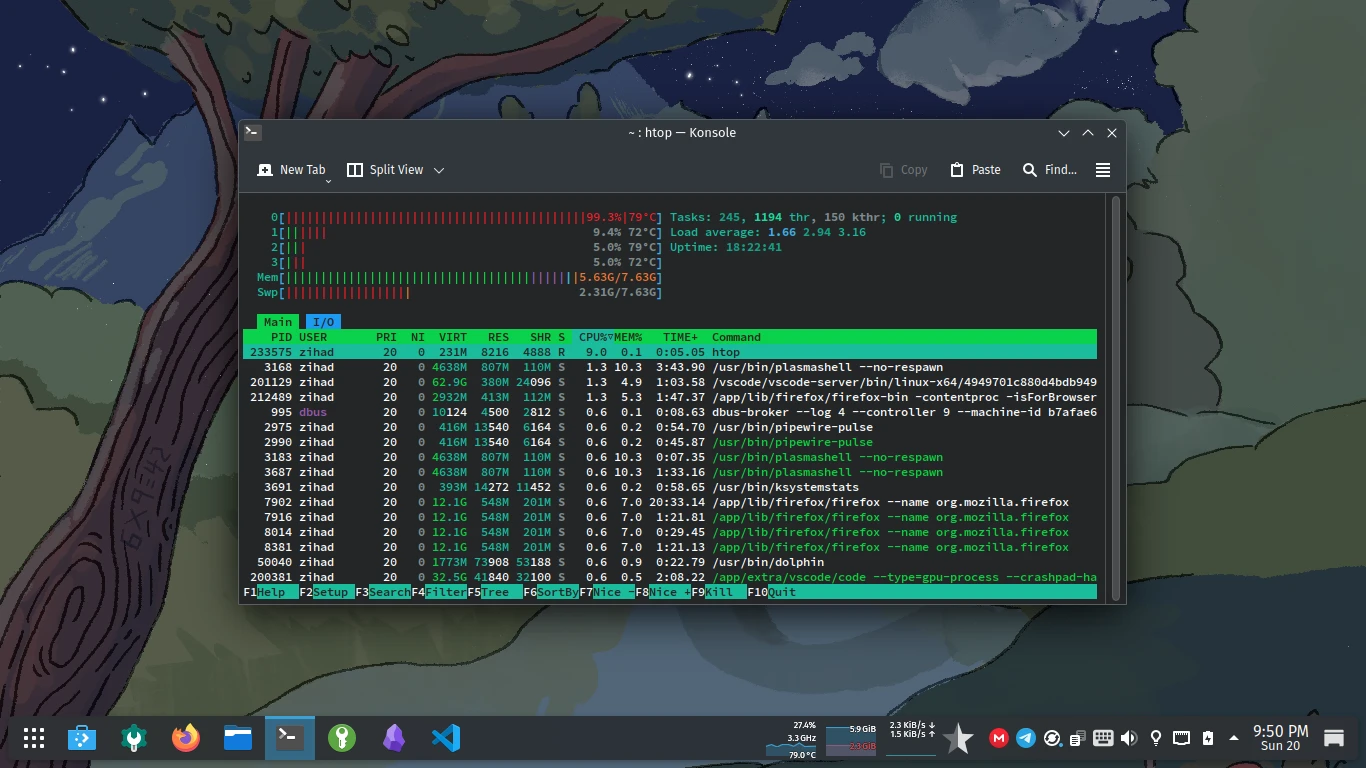 ~ : htop — Konsole
New Tab Split View Copy Paste Find...
0[99.3%|79°C] Tasks: 245, 1194 thr, 150 kthr; 0 running
1[9.4% 72°C] Load average: 1.66 2.94 3.16
2[5.0% 79°C] Uptime: 18:22:41
3[5.0% 72°C]
Mem[5.63G/7.63G]
Swp[2.31G/7.63G]
Main I/O
PID USER PRI NI VIRT RES SHR S CPU%▽MEM% TIME+ Command
233575 zihad 20 0 231M 8216 4888 R 9.0 0.1 0:05.05 htop
3168 zihad 20 0 4638M 807M 110M S 1.3 10.3 3:43.90 /usr/bin/plasmashell --no-respawn
201129 zihad 20 0 62.9G 380M 24096 S 1.3 4.9 1:03.58 /vscode/vscode-server/bin/linux-x64/4949701c880d4bdb949
212489 zihad 20 0 2932M 413M 112M S 1.3 5.3 1:47.37 /app/lib/firefox/firefox-bin -contentproc -isForBrowser
995 dbus 20 0 10124 4500 2812 S 0.6 0.1 0:08.63 dbus-broker --log 4 --controller 9 --machine-id b7afae6
2975 zihad 20 0 416M 13540 6164 S 0.6 0.2 0:54.70 /usr/bin/pipewire-pulse
2990 zihad 20 0 416M 13540 6164 S 0.6 0.2 0:45.87 /usr/bin/pipewire-pulse
3183 zihad 20 0 4638M 807M 110M S 0.6 10.3 0:07.35 /usr/bin/plasmashell --no-respawn
3687 zihad 20 0 4638M 807M 110M S 0.6 10.3 1:33.16 /usr/bin/plasmashell --no-respawn
3691 zihad 20 0 393M 14272 11452 S 0.6 0.2 0:58.65 /usr/bin/ksystemstats
7902 zihad 20 0 12.1G 548M 201M S 0.6 7.0 20:33.14 /app/lib/firefox/firefox --name org.mozilla.firefox
7916 zihad 20 0 12.1G 548M 201M S 0.6 7.0 1:21.81 /app/lib/firefox/firefox --name org.mozilla.firefox
8014 zihad 20 0 12.1G 548M 201M S 0.6 7.0 0:29.45 /app/lib/firefox/firefox --name org.mozilla.firefox
8381 zihad 20 0 12.1G 548M 201M S 0.6 7.0 1:21.13 /app/lib/firefox/firefox --name org.mozilla.firefox
50040 zihad 20 0 1773M 73908 53188 S 0.6 0.9 0:22.79 /usr/bin/dolphin
200381 zihad 20 0 32.5G 41840 32100 S 0.6 0.5 2:08.22 /app/extra/vscode/code --type=gpu-process --crashpad-ha
F1Help F2Setup F3SearchF4FilterF5Tree F6SortByF7Nice -F8Nice +F9Kill F10Quit
6×9=42
27.4% 5.9 GiB 2.3 KiB/s ↓
3.3 GHz 2.3 GiB 1.5 KiB/s ↑
79.0°C
9:50 PM
Sun 20